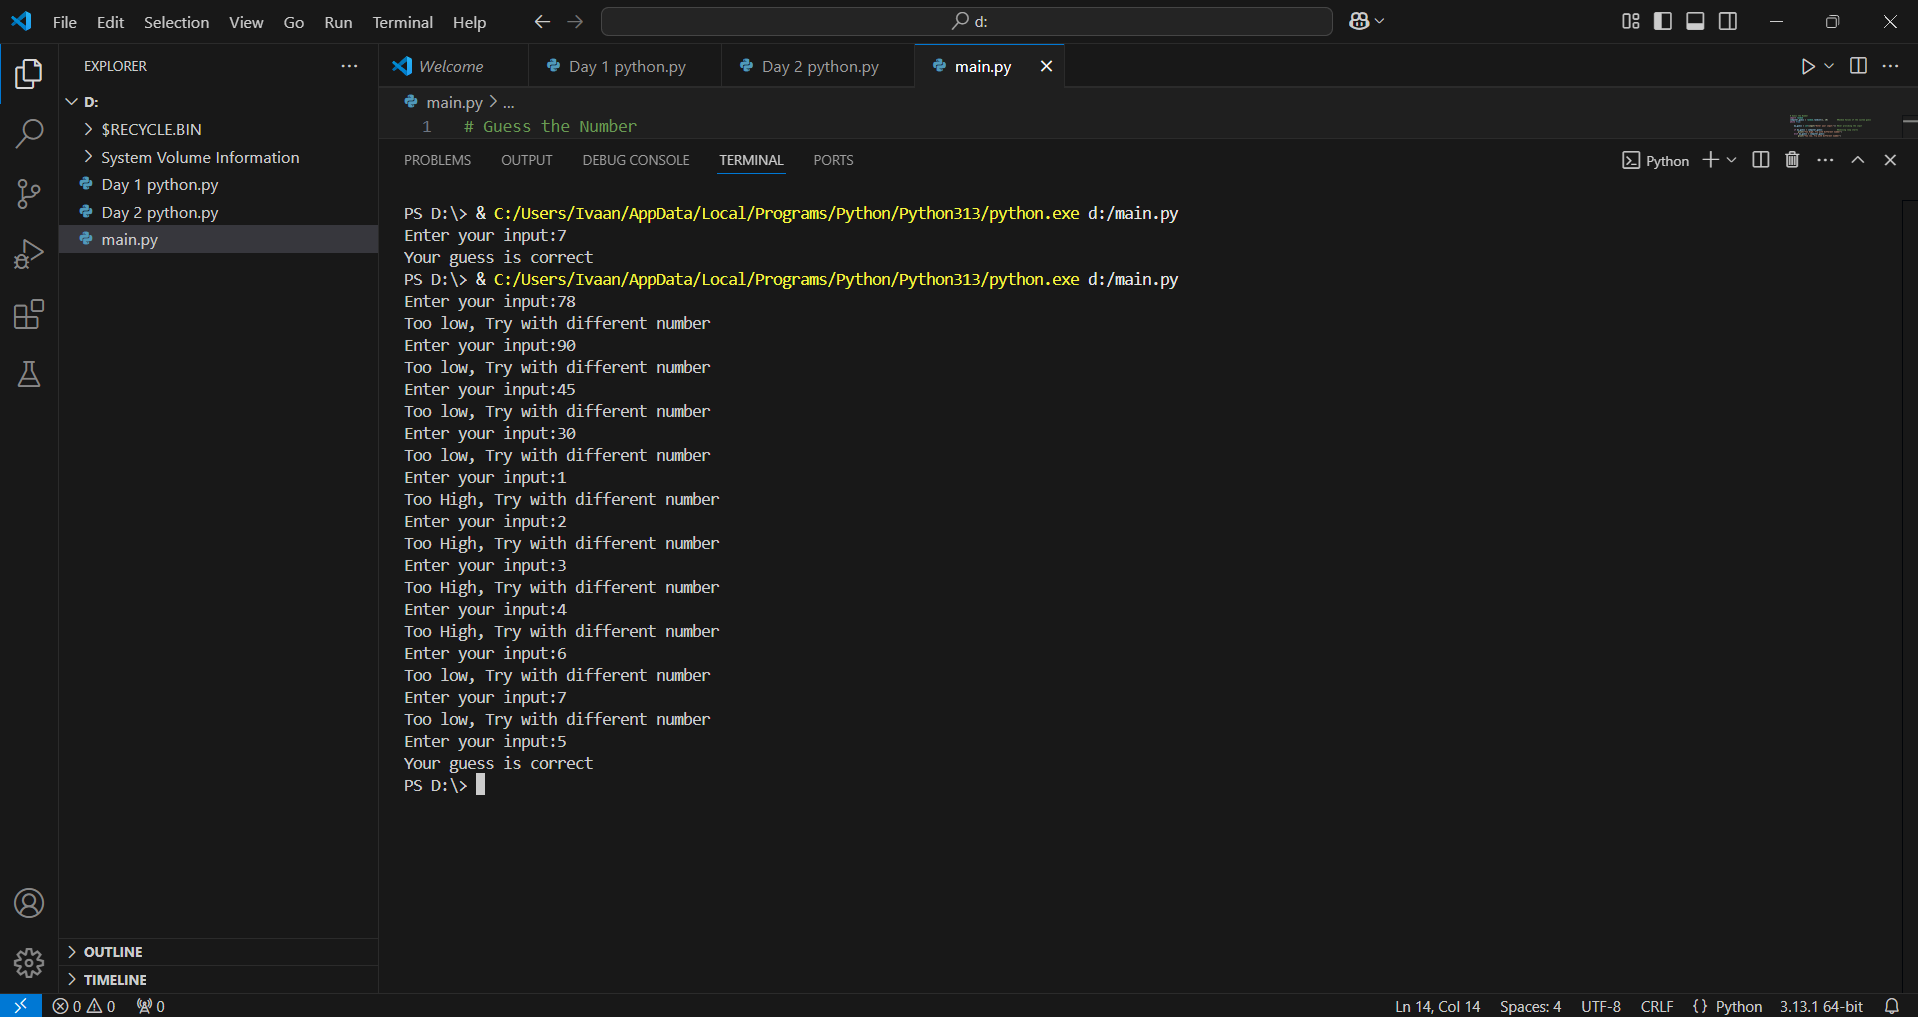 File Edit Selection View Go Run Terminal Help d:
EXPLORER
D:
$RECYCLE.BIN
System Volume Information
Day 1 python.py
Day 2 python.py
main.py
OUTLINE
TIMELINE
Welcome Day 1 python.py Day 2 python.py main.py
main.py > ...
1 # Guess the Number
PROBLEMS OUTPUT DEBUG CONSOLE TERMINAL PORTS Python
PS D:\> & C:/Users/Ivaan/AppData/Local/Programs/Python/Python313/python.exe d:/main.py
Enter your input:7
Your guess is correct
PS D:\> & C:/Users/Ivaan/AppData/Local/Programs/Python/Python313/python.exe d:/main.py
Enter your input:78
Too low, Try with different number
Enter your input:90
Too low, Try with different number
Enter your input:45
Too low, Try with different number
Enter your input:30
Too low, Try with different number
Enter your input:1
Too High, Try with different number
Enter your input:2
Too High, Try with different number
Enter your input:3
Too High, Try with different number
Enter your input:4
Too High, Try with different number
Enter your input:6
Too low, Try with different number
Enter your input:7
Too low, Try with different number
Enter your input:5
Your guess is correct
PS D:\>
0 0 0 Ln 14, Col 14 Spaces: 4 UTF-8 CRLF {} Python 3.13.1 64-bit